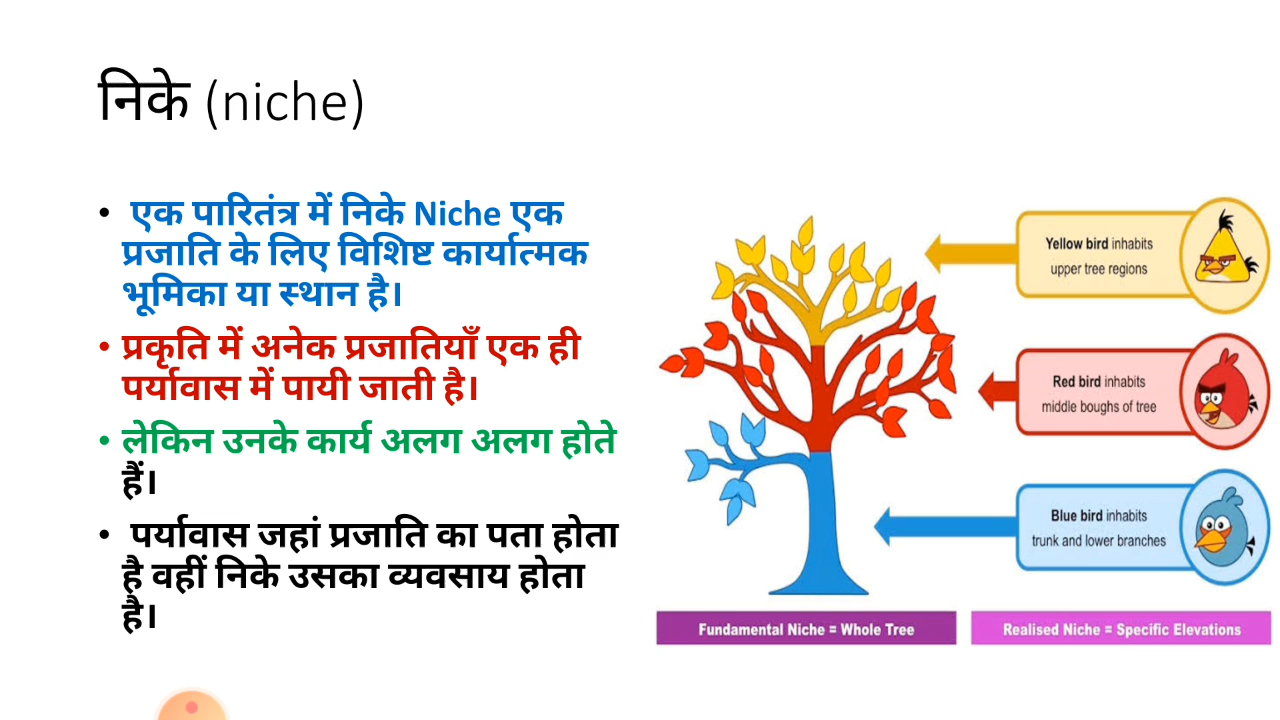 निके (niche)
• एक पारितंत्र में निके Niche एक
प्रजाति के लिए विशिष्ट कार्यात्मक
भूमिका या स्थान है।
• प्रकृति में अनेक प्रजातियाँ एक ही
पर्यावास में पायी जाती है।
• लेकिन उनके कार्य अलग अलग होते
हैं।
• पर्यावास जहां प्रजाति का पता होता
है वहीं निके उसका व्यवसाय होता
है।
Yellow bird inhabits
upper tree regions
Red bird inhabits
middle boughs of tree
Blue bird inhabits
trunk and lower branches
Fundamental Niche = Whole Tree
Realised Niche = Specific Elevations